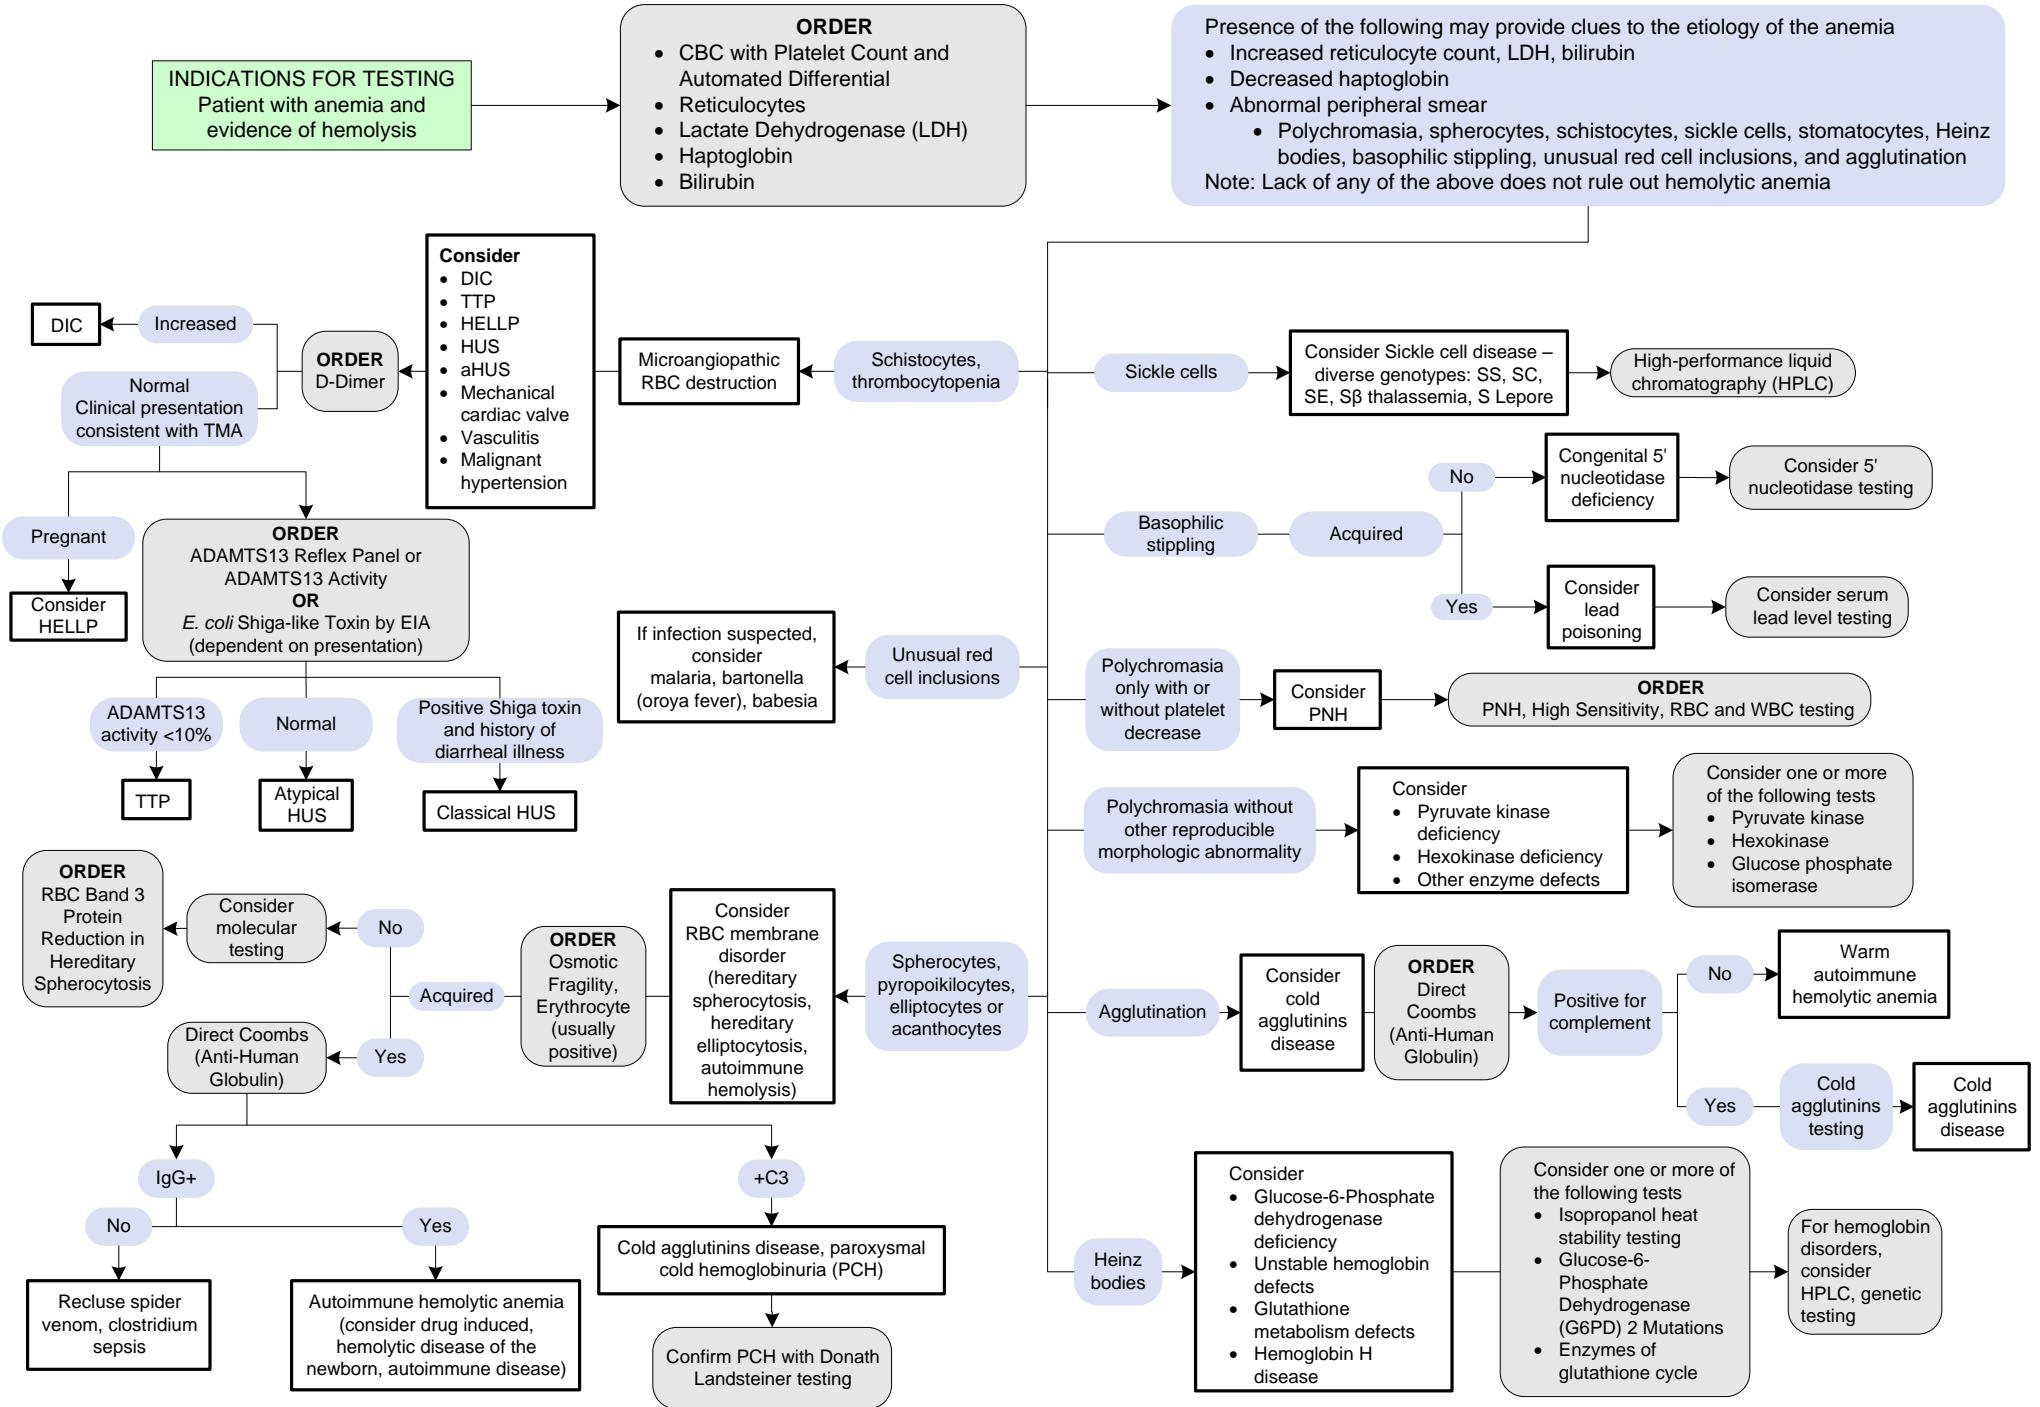 INDICATIONS FOR TESTING
Patient with anemia and
evidence of hemolysis
ORDER
• CBC with Platelet Count and
Automated Differential
• Reticulocytes
• Lactate Dehydrogenase (LDH)
• Haptoglobin
• Bilirubin
Presence of the following may provide clues to the etiology of the anemia
• Increased reticulocyte count, LDH, bilirubin
• Decreased haptoglobin
• Abnormal peripheral smear
• Polychromasia, spherocytes, schistocytes, sickle cells, stomatocytes, Heinz
bodies, basophilic stippling, unusual red cell inclusions, and agglutination
Note: Lack of any of the above does not rule out hemolytic anemia
Schistocytes,
thrombocytopenia
Microangiopathic
RBC destruction
Consider
• DIC
• TTP
• HELLP
• HUS
• aHUS
• Mechanical
cardiac valve
• Vasculitis
• Malignant
hypertension
ORDER
D-Dimer
Increased
DIC
Normal
Clinical presentation
consistent with TMA
Pregnant
Consider
HELLP
ORDER
ADAMTS13 Reflex Panel or
ADAMTS13 Activity
OR
E. coli Shiga-like Toxin by EIA
(dependent on presentation)
ADAMTS13
activity <10%
TTP
Normal
Atypical
HUS
Positive Shiga toxin
and history of
diarrheal illness
Classical HUS
Unusual red
cell inclusions
If infection suspected,
consider
malaria, bartonella
(oroya fever), babesia
Spherocytes,
pyropoikilocytes,
elliptocytes or
acanthocytes
Consider
RBC membrane
disorder
(hereditary
spherocytosis,
hereditary
elliptocytosis,
autoimmune
hemolysis)
ORDER
Osmotic
Fragility,
Erythrocyte
(usually
positive)
Acquired
No
Consider
molecular
testing
ORDER
RBC Band 3
Protein
Reduction in
Hereditary
Spherocytosis
Yes
Direct Coombs
(Anti-Human
Globulin)
IgG+
No
Recluse spider
venom, clostridium
sepsis
Yes
Autoimmune hemolytic anemia
(consider drug induced,
hemolytic disease of the
newborn, autoimmune disease)
+C3
Cold agglutinins disease, paroxysmal
cold hemoglobinuria (PCH)
Confirm PCH with Donath
Landsteiner testing
Sickle cells
Consider Sickle cell disease –
diverse genotypes: SS, SC,
SE, Sβ thalassemia, S Lepore
High-performance liquid
chromatography (HPLC)
Basophilic
stippling
Acquired
No
Congenital 5'
nucleotidase
deficiency
Consider 5'
nucleotidase testing
Yes
Consider
lead
poisoning
Consider serum
lead level testing
Polychromasia
only with or
without platelet
decrease
Consider
PNH
ORDER
PNH, High Sensitivity, RBC and WBC testing
Polychromasia without
other reproducible
morphologic abnormality
Consider
• Pyruvate kinase
deficiency
• Hexokinase deficiency
• Other enzyme defects
Consider one or more
of the following tests
• Pyruvate kinase
• Hexokinase
• Glucose phosphate
isomerase
Agglutination
Consider
cold
agglutinins
disease
ORDER
Direct
Coombs
(Anti-Human
Globulin)
Positive for
complement
No
Warm
autoimmune
hemolytic anemia
Yes
Cold
agglutinins
testing
Cold
agglutinins
disease
Heinz
bodies
Consider
• Glucose-6-Phosphate
dehydrogenase
deficiency
• Unstable hemoglobin
defects
• Glutathione
metabolism defects
• Hemoglobin H
disease
Consider one or more of
the following tests
• Isopropanol heat
stability testing
• Glucose-6-
Phosphate
Dehydrogenase
(G6PD) 2 Mutations
• Enzymes of
glutathione cycle
For hemoglobin
disorders,
consider
HPLC, genetic
testing